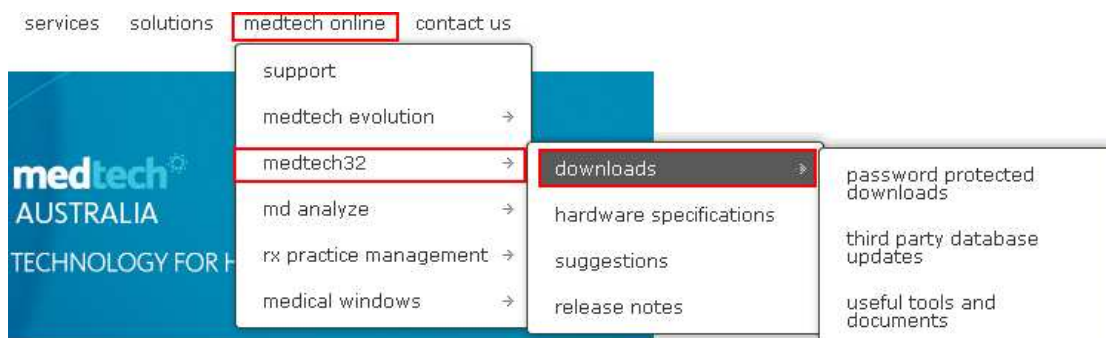 services solutions medtech online contact us
support
medtech evolution
medtech32
md analyze
rx practice management
medical windows
downloads
hardware specifications
suggestions
release notes
password protected
downloads
third party database
updates
useful tools and
documents
medtech
AUSTRALIA
TECHNOLOGY FOR H